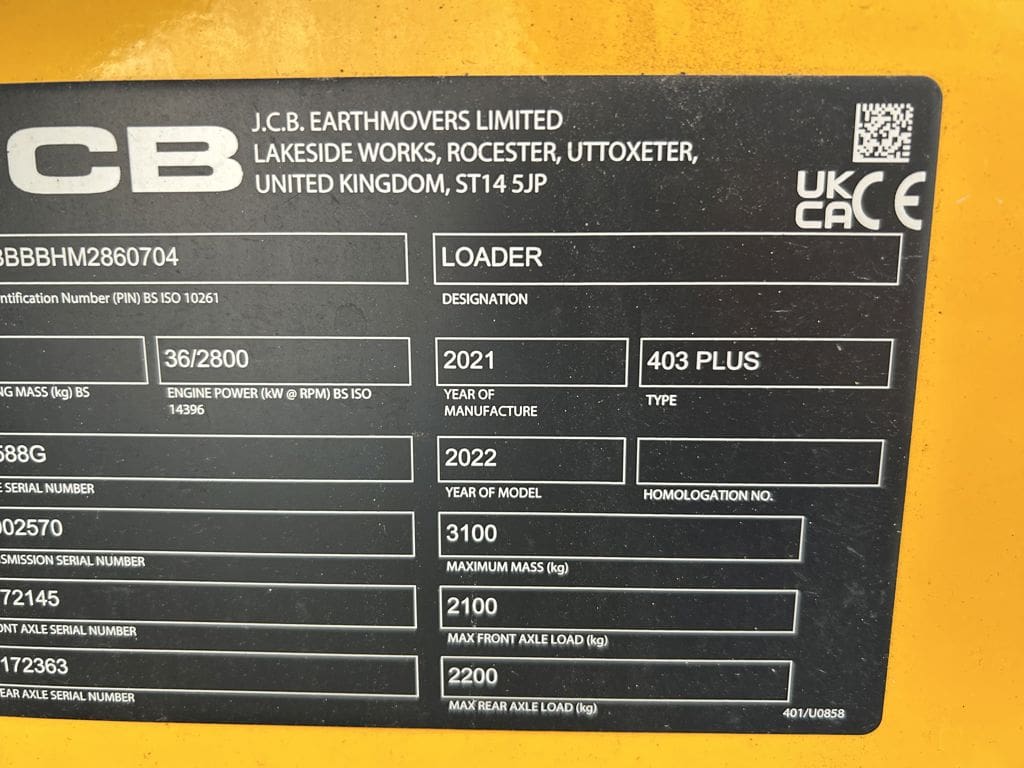 CB
J.C.B. EARTHMOVERS LIMITED
LAKESIDE WORKS, ROCESTER, UTTOXETER,
UNITED KINGDOM, ST14 5JP
UK
CA
CE
BBBBHM2860704
LOADER
ntification Number (PIN) BS ISO 10261
DESIGNATION
36/2800
2021
403 PLUS
NG MASS (kg) BS
ENGINE POWER (kW @ RPM) BS ISO
14396
YEAR OF
MANUFACTURE
TYPE
588G
2022
E SERIAL NUMBER
YEAR OF MODEL
HOMOLOGATION NO.
002570
3100
SMISSION SERIAL NUMBER
MAXIMUM MASS (kg)
72145
2100
ONT AXLE SERIAL NUMBER
MAX FRONT AXLE LOAD (kg)
172363
2200
EAR AXLE SERIAL NUMBER
MAX REAR AXLE LOAD (kg)
401/U0858